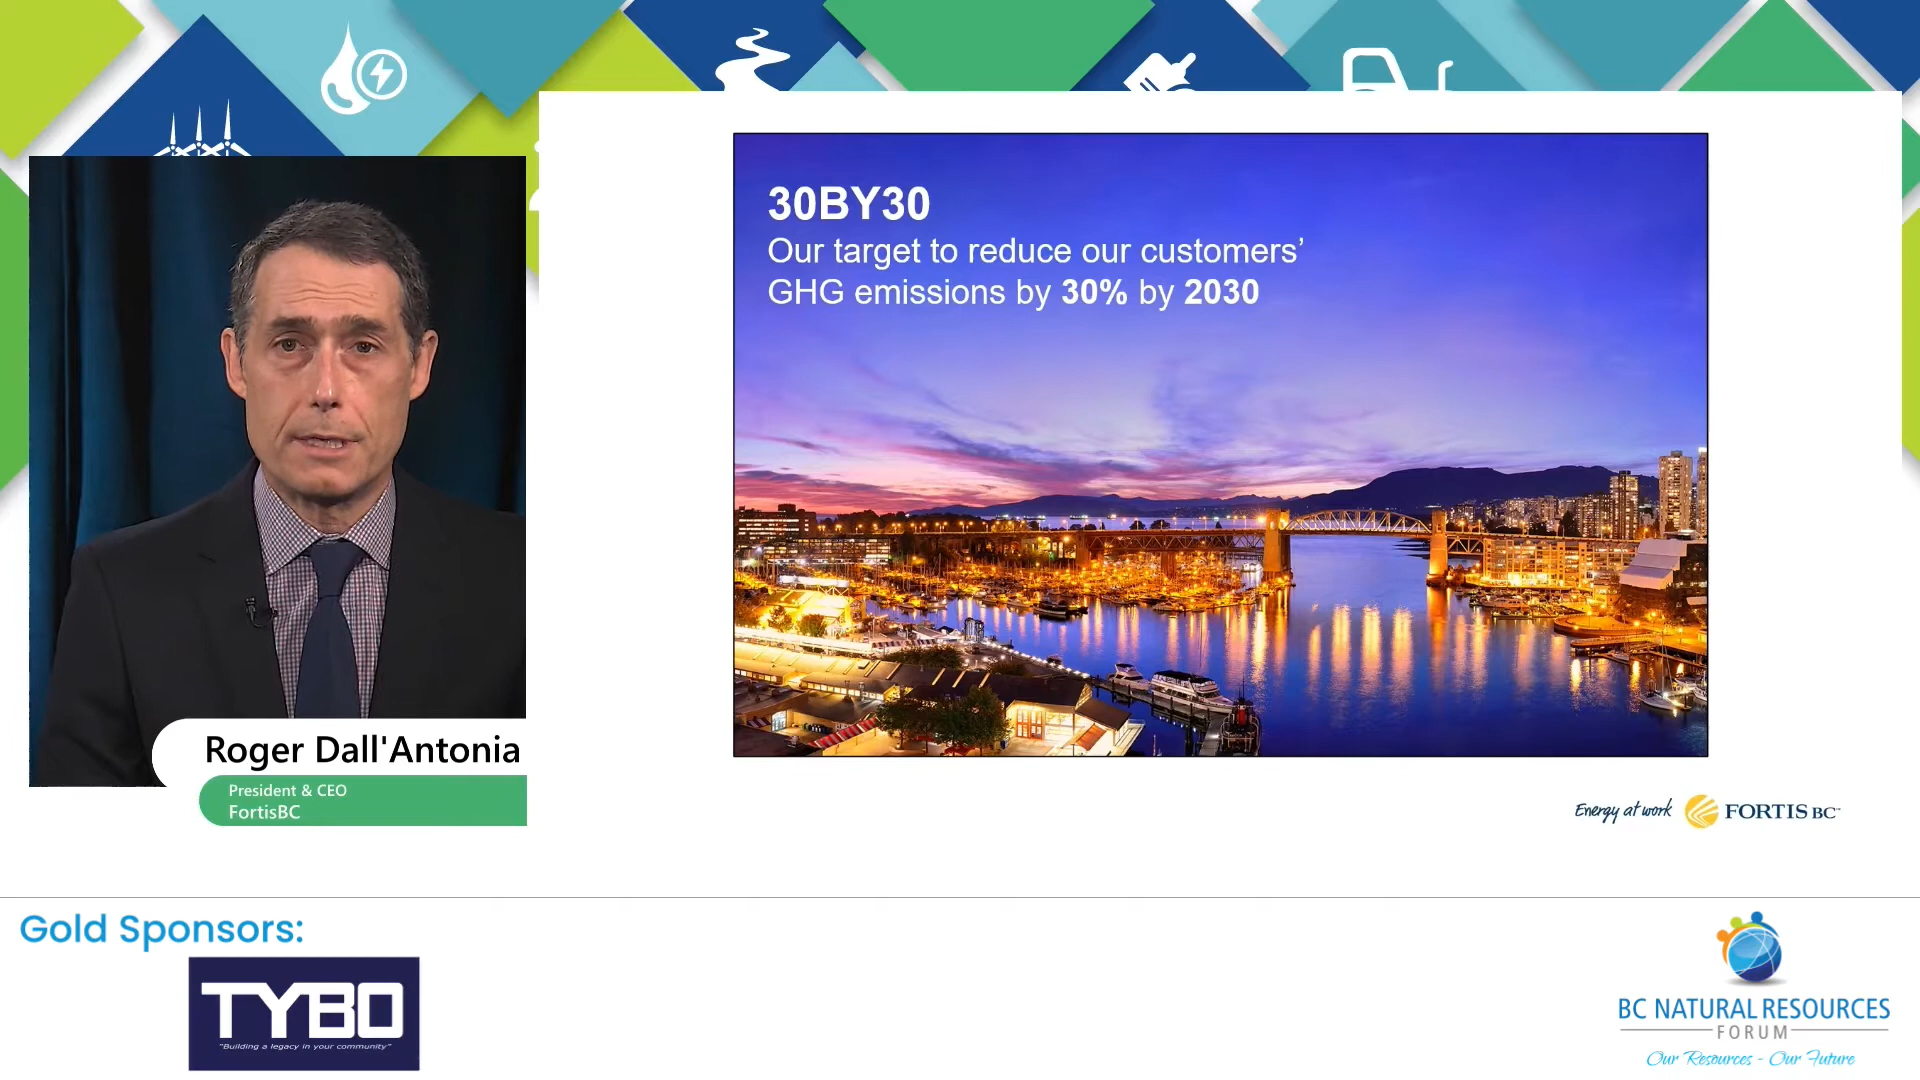 30BY30
Our target to reduce our customers’
GHG emissions by 30% by 2030
Roger Dall'Antonia
President & CEO
FortisBC
Energy at work FORTIS BC™
Gold Sponsors:
TYBO
"Building a legacy in your community"
BC NATURAL RESOURCES
FORUM
Our Resources - Our Future